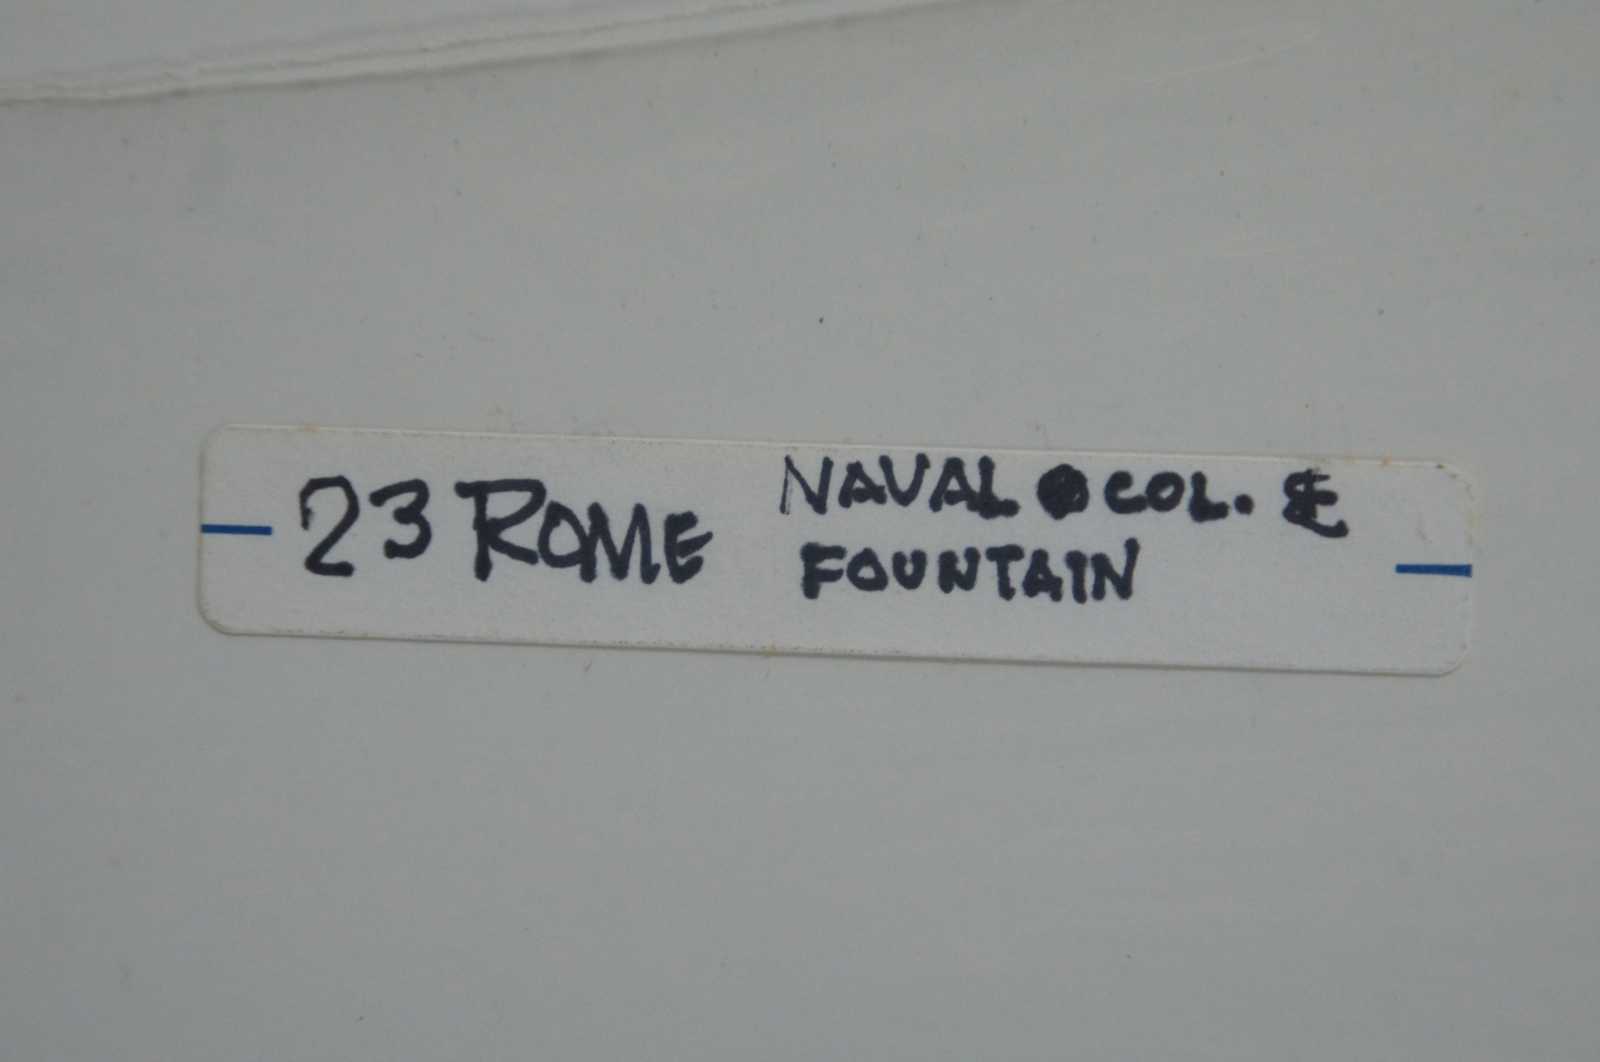 23 ROME
NAVAL COL. &
FOUNTAIN